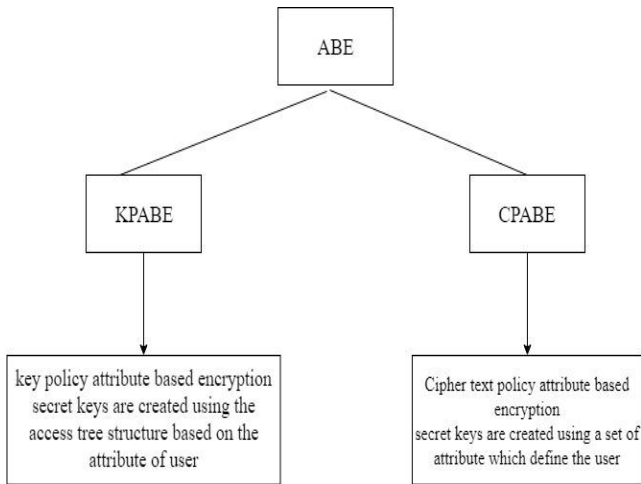 ABE
KPABE
CPABE
key policy attribute based encryption
secret keys are created using the
access tree structure based on the
attribute of user
Cipher text policy attribute based
encryption
secret keys are created using a set of
attribute which define the user